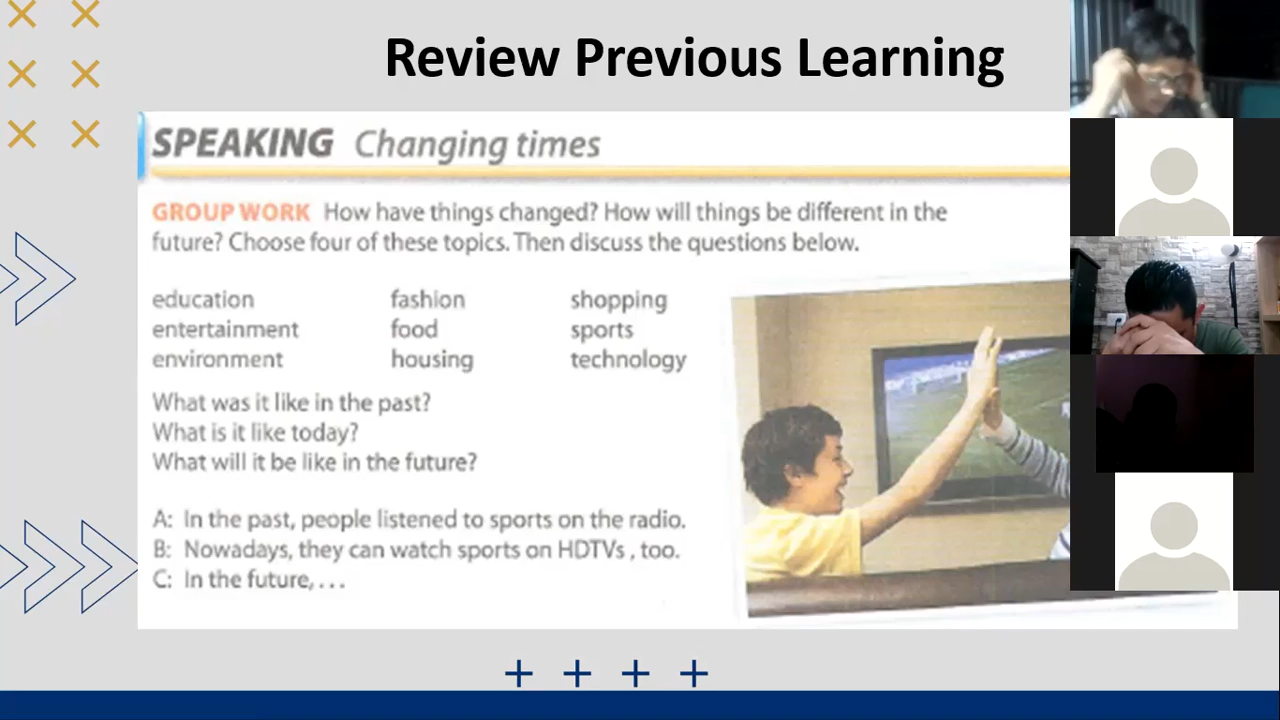 Review Previous Learning
SPEAKING Changing times
GROUP WORK How have things changed? How will things be different in the
future? Choose four of these topics. Then discuss the questions below.
education fashion shopping
entertainment food sports
environment housing technology
What was it like in the past?
What is it like today?
What will it be like in the future?
A: In the past, people listened to sports on the radio.
B: Nowadays, they can watch sports on HDTVs , too.
C: In the future, . . .